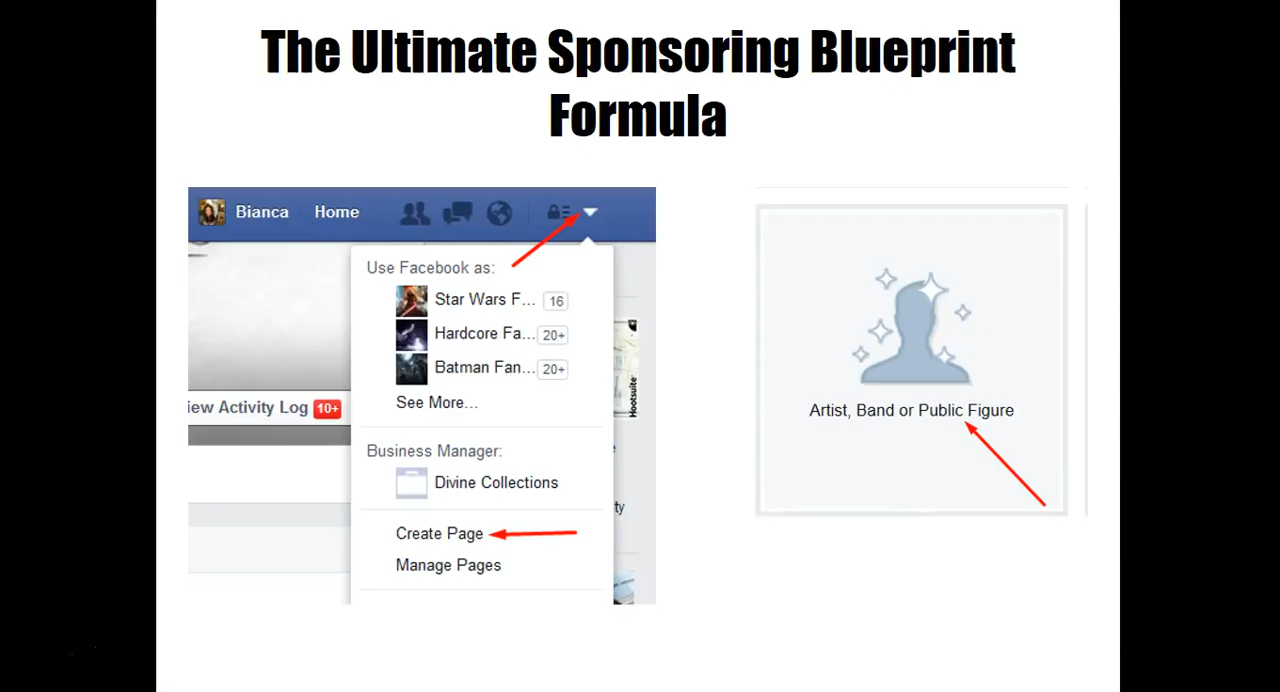 The Ultimate Sponsoring Blueprint
Formula
Bianca Home
Use Facebook as:
Star Wars F... 16
Hardcore Fa... 20+
Batman Fan... 20+
See More...
iew Activity Log 10+
Business Manager:
Divine Collections
Create Page
Manage Pages
Hootsuite
ty
Artist, Band or Public Figure